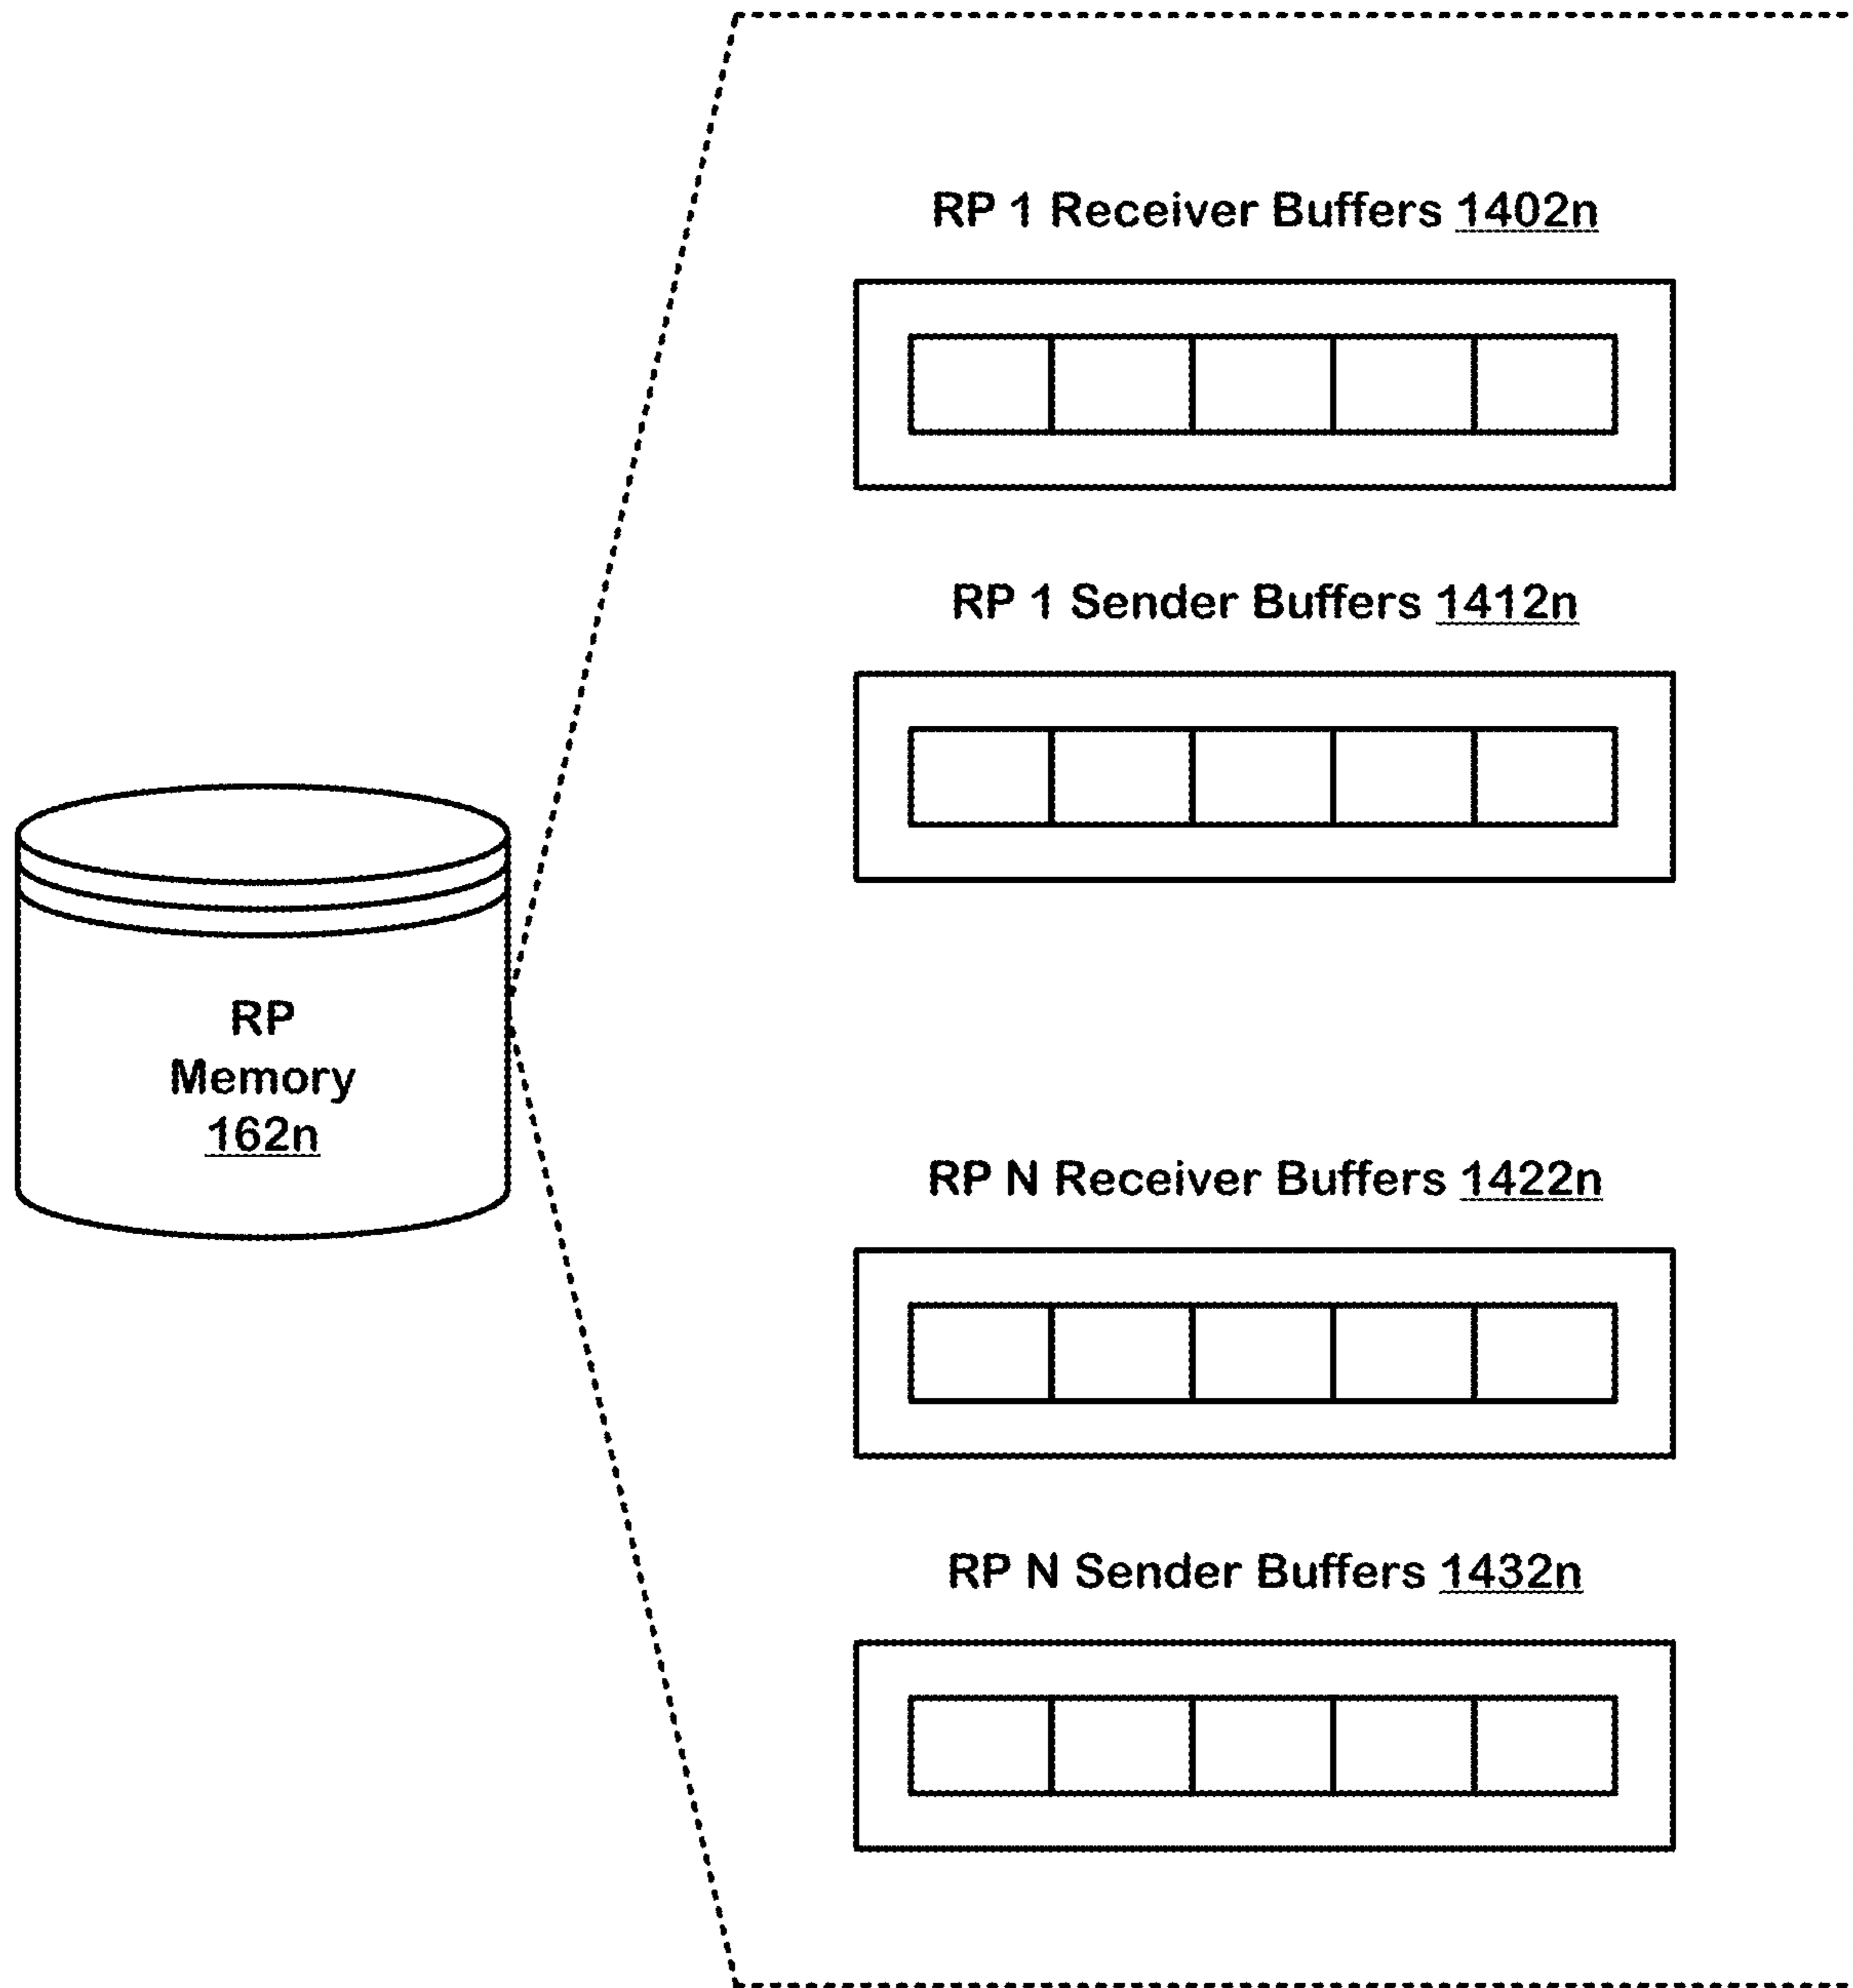 RP 1 Receiver Buffers 1402n
RP 1 Sender Buffers 1412n
RP
Memory
162n
RP N Receiver Buffers 1422n
RP N Sender Buffers 1432n